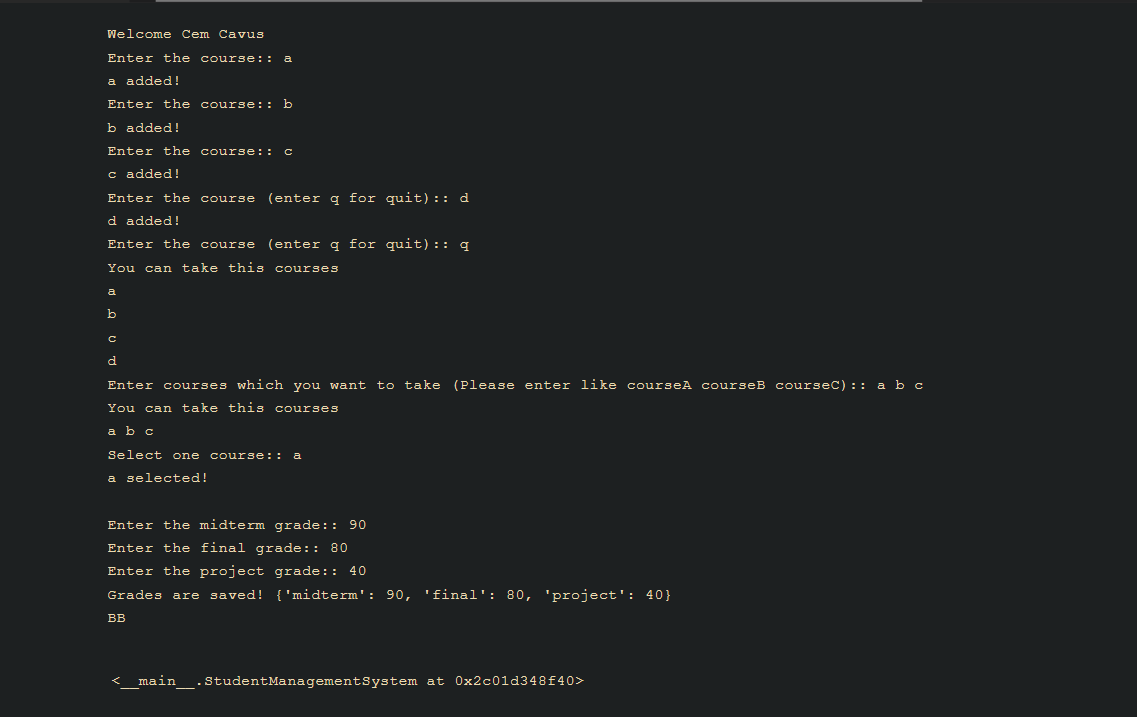 Welcome Cem Cavus
Enter the course:: a
a added!
Enter the course:: b
b added!
Enter the course:: c
c added!
Enter the course (enter q for quit):: d
d added!
Enter the course (enter q for quit):: q
You can take this courses
a
b
c
d
Enter courses which you want to take (Please enter like courseA courseB courseC):: a b c
You can take this courses
a b c
Select one course:: a
a selected!
Enter the midterm grade:: 90
Enter the final grade:: 80
Enter the project grade:: 40
Grades are saved! {'midterm': 90, 'final': 80, 'project': 40}
BB
<__main__.StudentManagementSystem at 0x2c01d348f40>